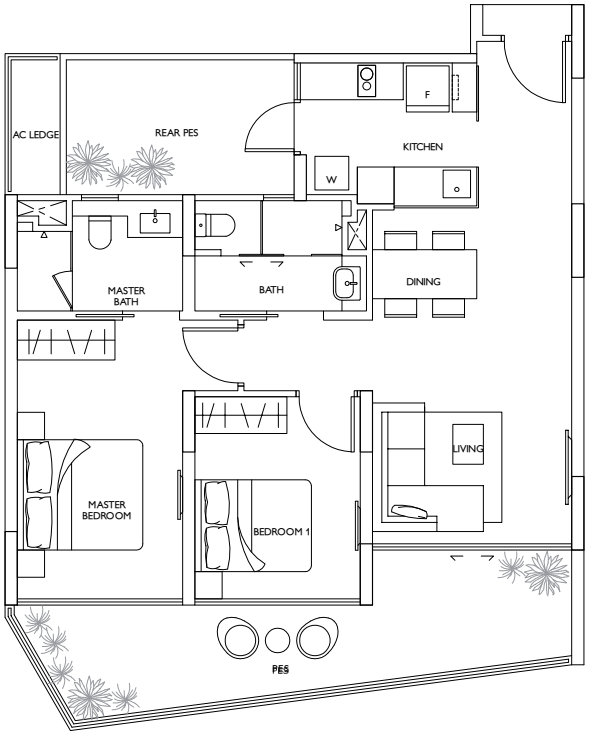 F
AC LEDGE
REAR PES
KITCHEN
W
DINING
MASTER
BATH
BATH
LIVING
MASTER
BEDROOM
BEDROOM 1
PES